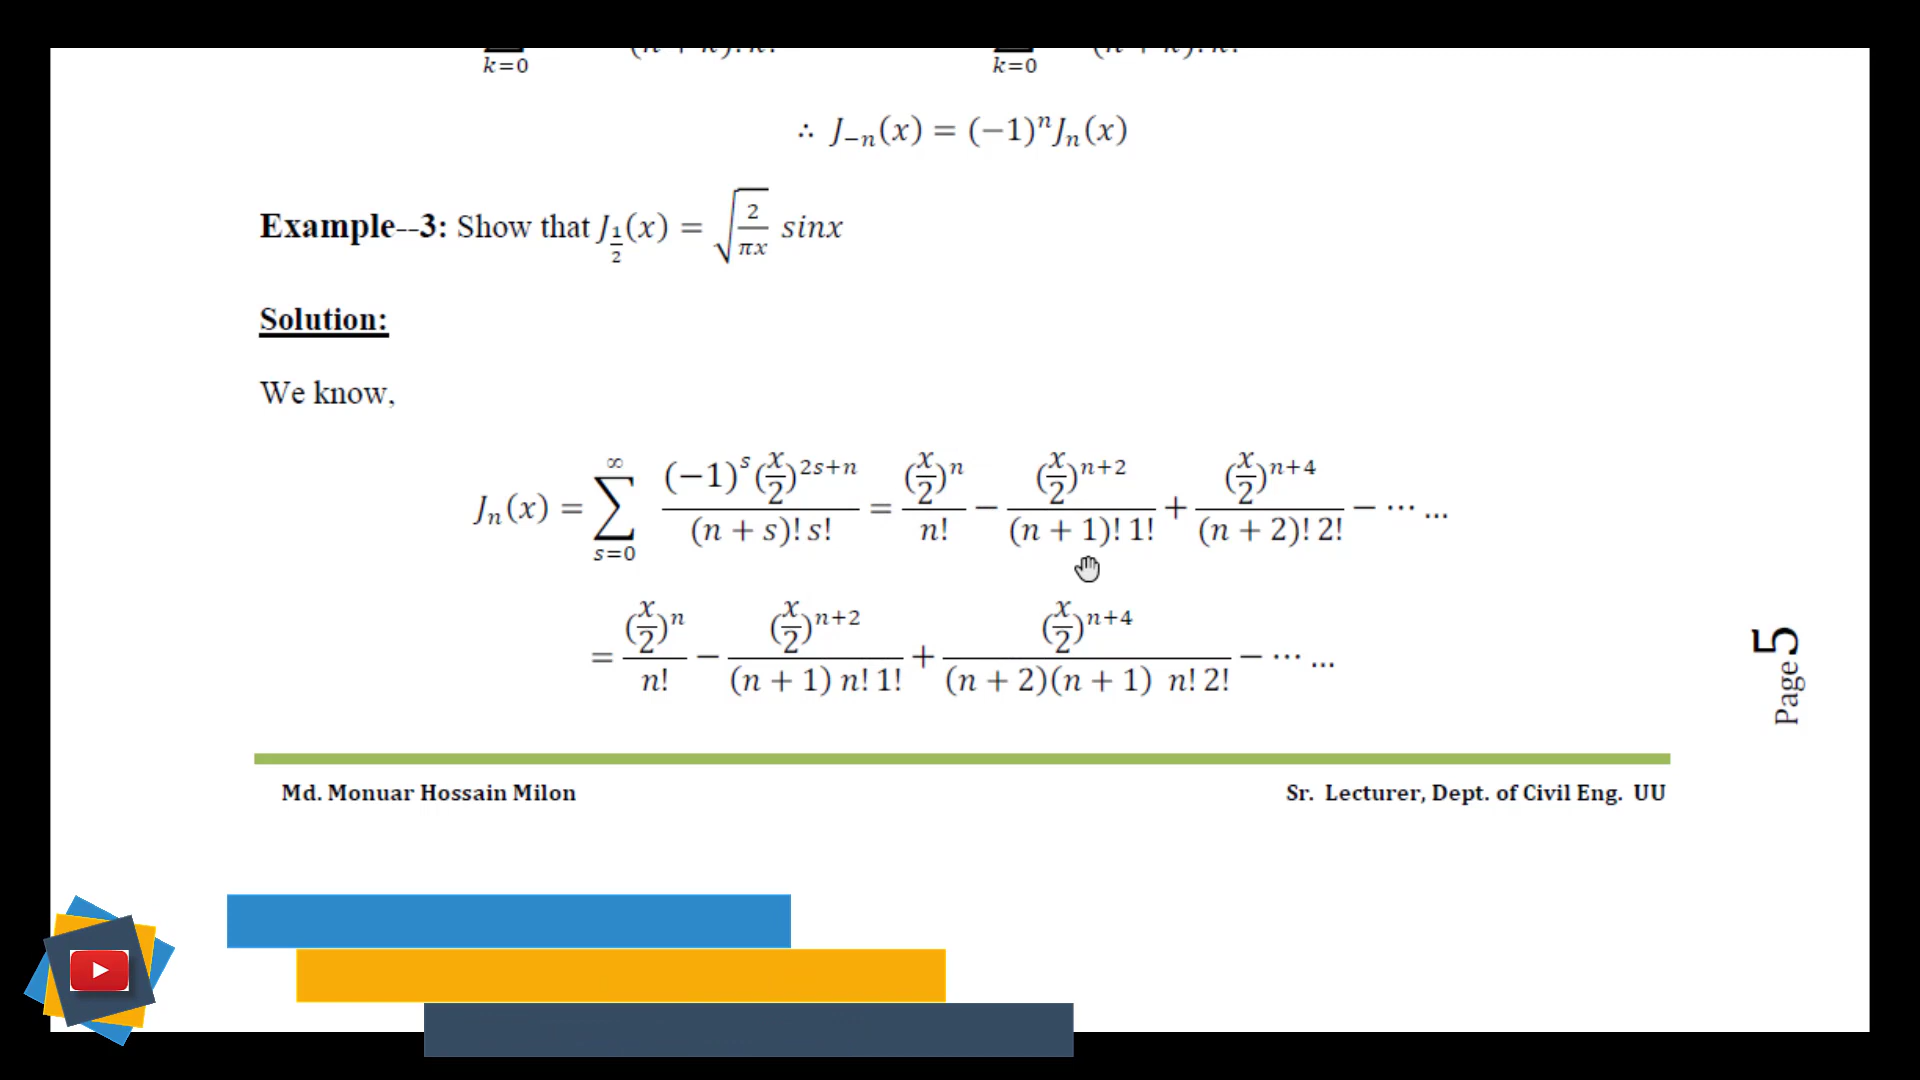 k=0 k=0
∴ J₋ₙ(x) = (−1)ⁿJₙ(x)
Example--3: Show that J_{1/2}(x) = √(2/πx) sinx
Solution:
We know,
Jₙ(x) = ∑_{s=0}^{∞} (−1)^s (x/2)^{2s+n} / (n + s)! s! = (x/2)^n / n! − (x/2)^{n+2} / (n + 1)! 1! + (x/2)^{n+4} / (n + 2)! 2! − ⋯ ...
= (x/2)^n / n! − (x/2)^{n+2} / (n + 1) n! 1! + (x/2)^{n+4} / (n + 2)(n + 1) n! 2! − ⋯ ...
Page 5
Md. Monuar Hossain Milon Sr. Lecturer, Dept. of Civil Eng. UU